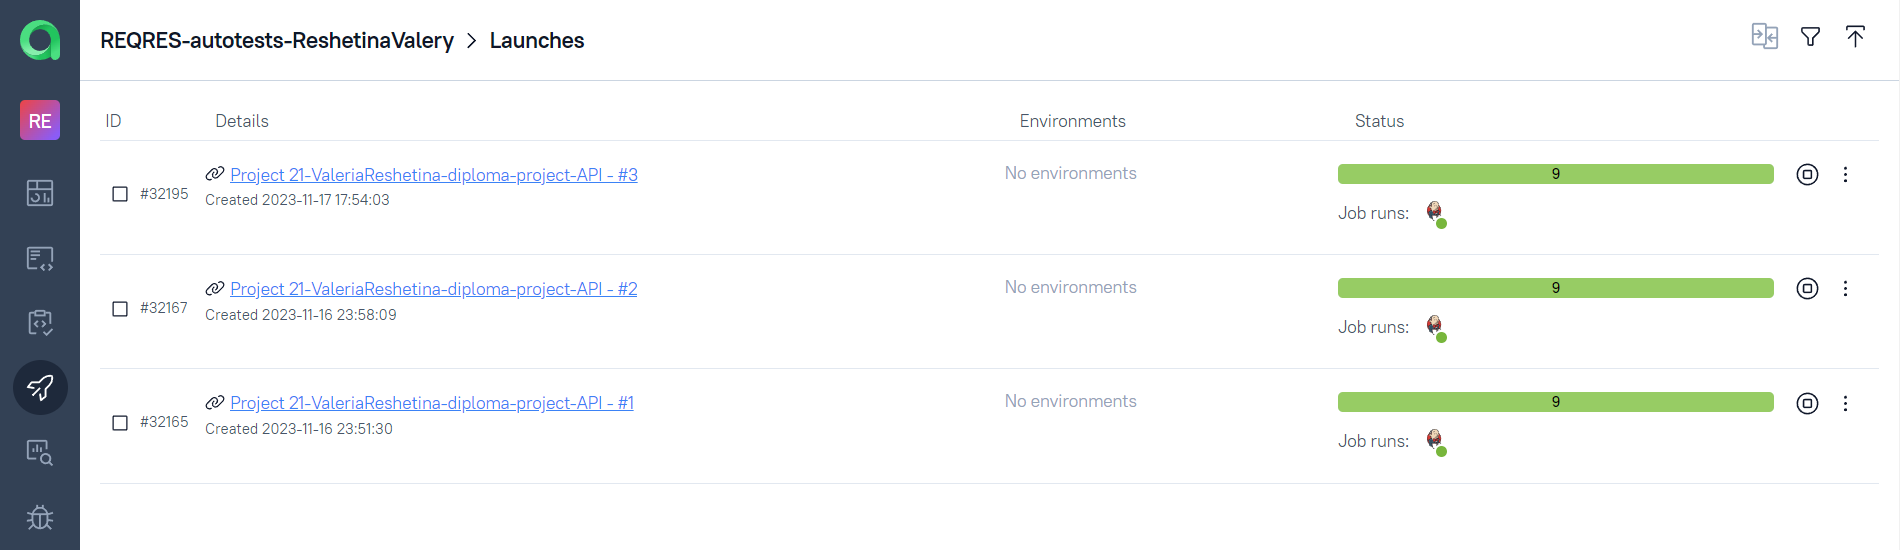 REQRES-autotests-ReshetinaValery > Launches
RE
ID Details Environments Status
Project 21-ValeriaReshetina-diploma-project-API - #3 No environments 9
#32195
Created 2023-11-17 17:54:03
Job runs:
Project 21-ValeriaReshetina-diploma-project-API - #2 No environments 9
#32167
Created 2023-11-16 23:58:09
Job runs:
Project 21-ValeriaReshetina-diploma-project-API - #1 No environments 9
#32165
Created 2023-11-16 23:51:30
Job runs: